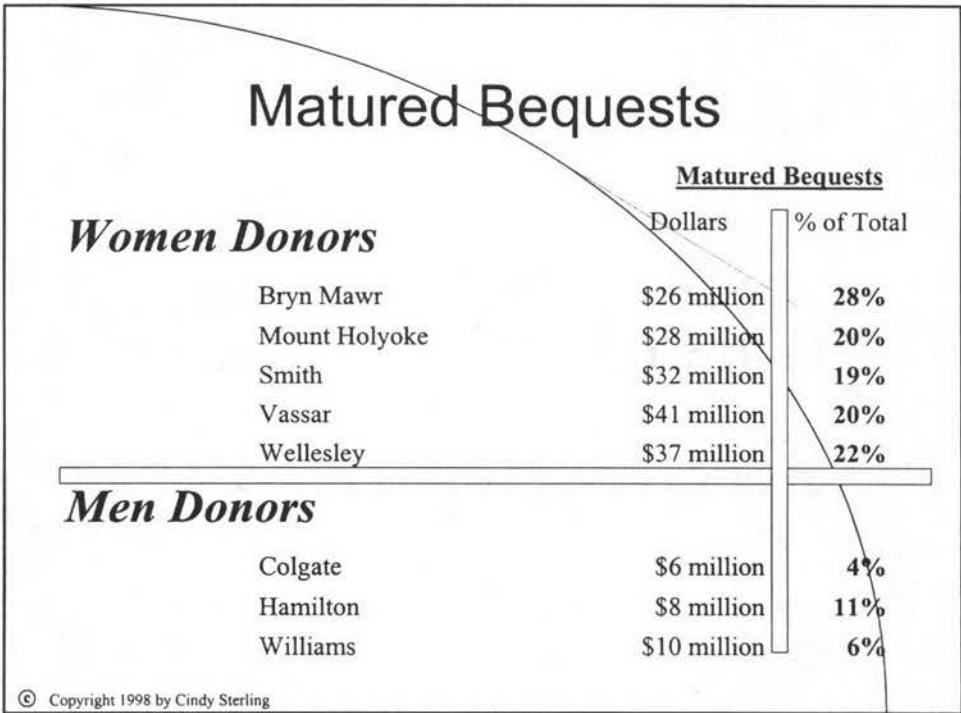 Matured Bequests
Matured Bequests
Women Donors Dollars % of Total
Bryn Mawr $26 million 28%
Mount Holyoke $28 million 20%
Smith $32 million 19%
Vassar $41 million 20%
Wellesley $37 million 22%
Men Donors
Colgate $6 million 4%
Hamilton $8 million 11%
Williams $10 million 6%
© Copyright 1998 by Cindy Sterling